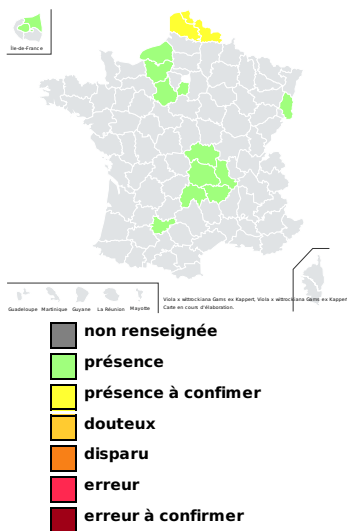 Île-de-France
Guadeloupe Martinique Guyane La Réunion Mayotte
Viola x wittrockiana Gams ex Kappert, Viola x wittrockiana Gams ex Kappert
Carte en cours d'élaboration.
non renseignée
présence
présence à confimer
douteux
disparu
erreur
erreur à confirmer